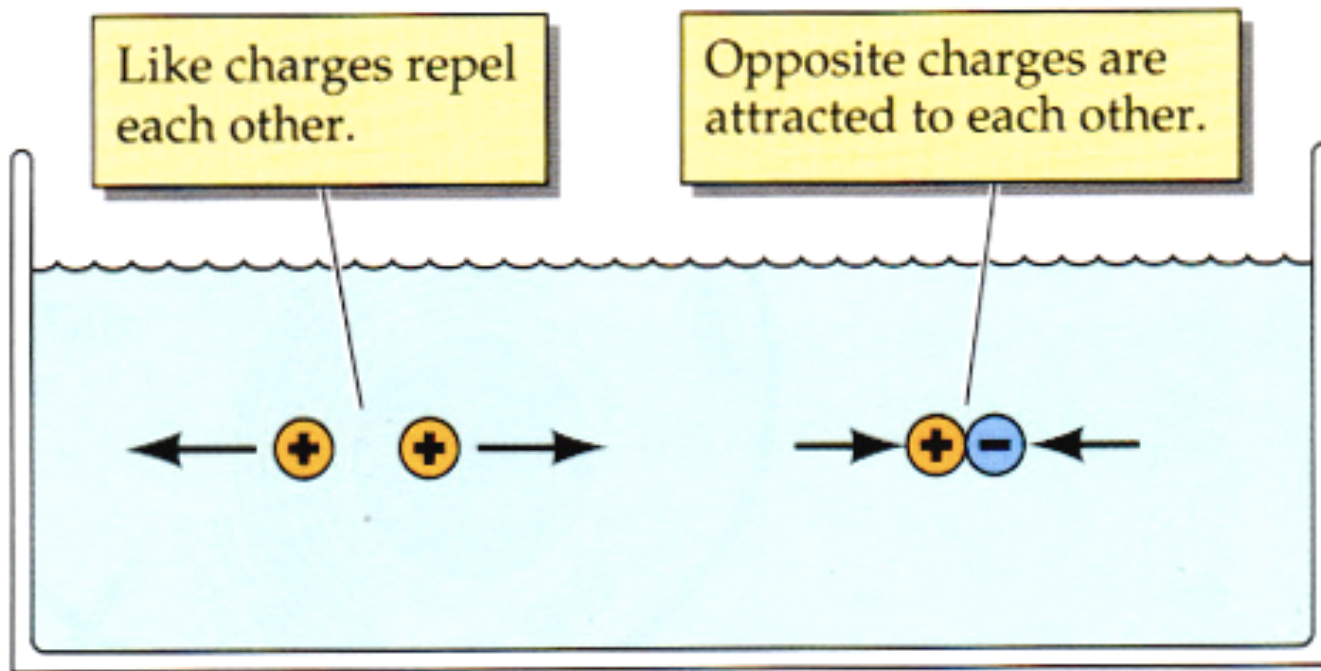 Like charges repel
each other.
Opposite charges are
attracted to each other.
+ + + -